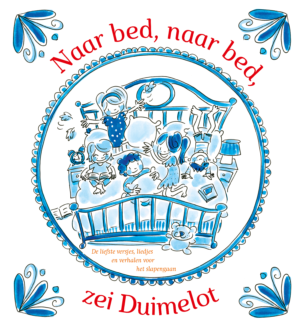 Naar bed, naar bed,
De liefste versjes, liedjes
en verhalen voor
het slapengaan
zei Duimelot